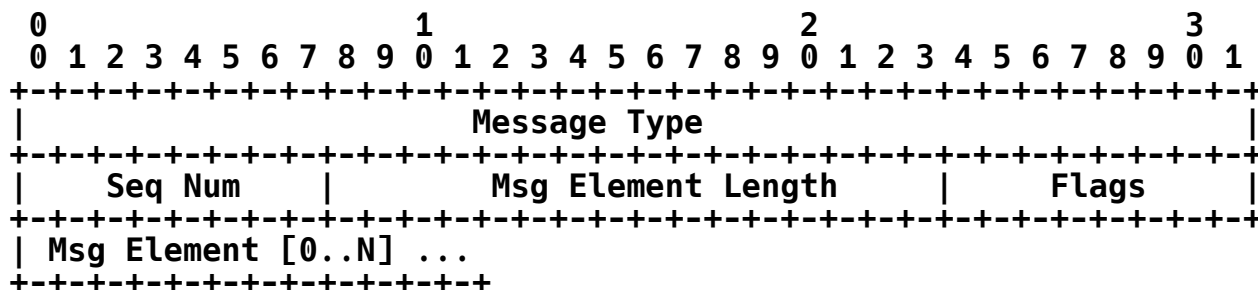 0                   1                   2                   3
 0 1 2 3 4 5 6 7 8 9 0 1 2 3 4 5 6 7 8 9 0 1 2 3 4 5 6 7 8 9 0 1
+-+-+-+-+-+-+-+-+-+-+-+-+-+-+-+-+-+-+-+-+-+-+-+-+-+-+-+-+-+-+-+-+
|                       Message Type                            |
+-+-+-+-+-+-+-+-+-+-+-+-+-+-+-+-+-+-+-+-+-+-+-+-+-+-+-+-+-+-+-+-+
|    Seq Num    |        Msg Element Length     |     Flags     |
+-+-+-+-+-+-+-+-+-+-+-+-+-+-+-+-+-+-+-+-+-+-+-+-+-+-+-+-+-+-+-+-+
| Msg Element [0..N] ...
+-+-+-+-+-+-+-+-+-+-+-+-+